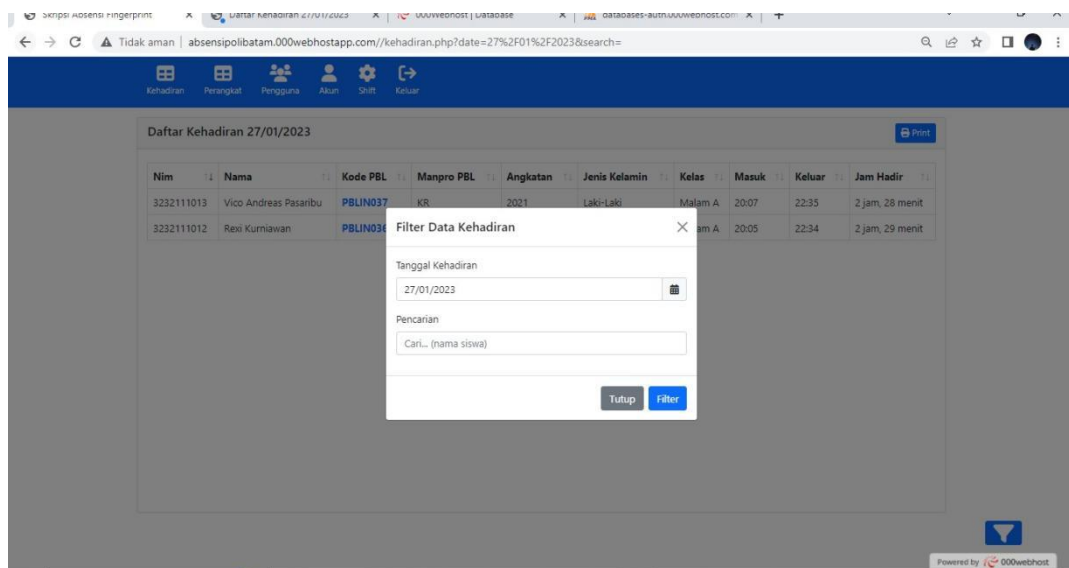 Skripsi Absensi Fingerprint
Daftar Kehadiran 27/01/2023
000webhost | Database
databases-auth.000webhost.com
Tidak aman | absensipolibatam.000webhostapp.com//kehadiran.php?date=27%2F01%2F2023&search=
Kehadiran Perangkat Pengguna Akun Shift Keluar
Daftar Kehadiran 27/01/2023
Print
Nim Nama Kode PBL Manpro PBL Angkatan Jenis Kelamin Kelas Masuk Keluar Jam Hadir
3232111013 Vico Andreas Pasaribu PBLIN037 KR 2021 Laki-Laki Malam A 20:07 22:35 2 jam, 28 menit
3232111012 Rexi Kurniawan PBLIN036 am A 20:05 22:34 2 jam, 29 menit
Filter Data Kehadiran
Tanggal Kehadiran
27/01/2023
Pencarian
Cari... (nama siswa)
Tutup Filter
Powered by 000webhost